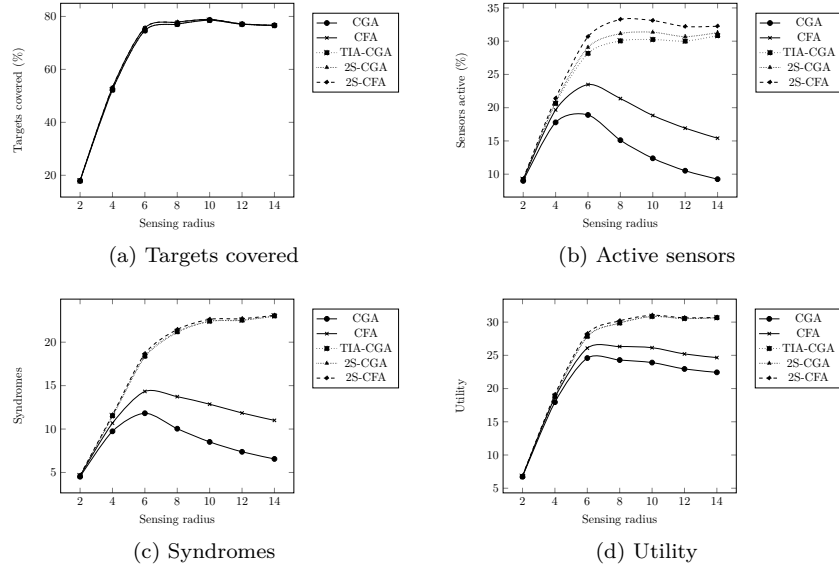 80
60
40
20
Targets covered (%)
2 4 6 8 10 12 14
Sensing radius
CGA
CFA
TIA-CGA
2S-CGA
2S-CFA
(a) Targets covered
35
30
25
20
15
10
Sensors active (%)
2 4 6 8 10 12 14
Sensing radius
CGA
CFA
TIA-CGA
2S-CGA
2S-CFA
(b) Active sensors
20
15
10
5
Syndromes
2 4 6 8 10 12 14
Sensing radius
CGA
CFA
TIA-CGA
2S-CGA
2S-CFA
(c) Syndromes
30
25
20
15
10
5
Utility
2 4 6 8 10 12 14
Sensing radius
CGA
CFA
TIA-CGA
2S-CGA
2S-CFA
(d) Utility